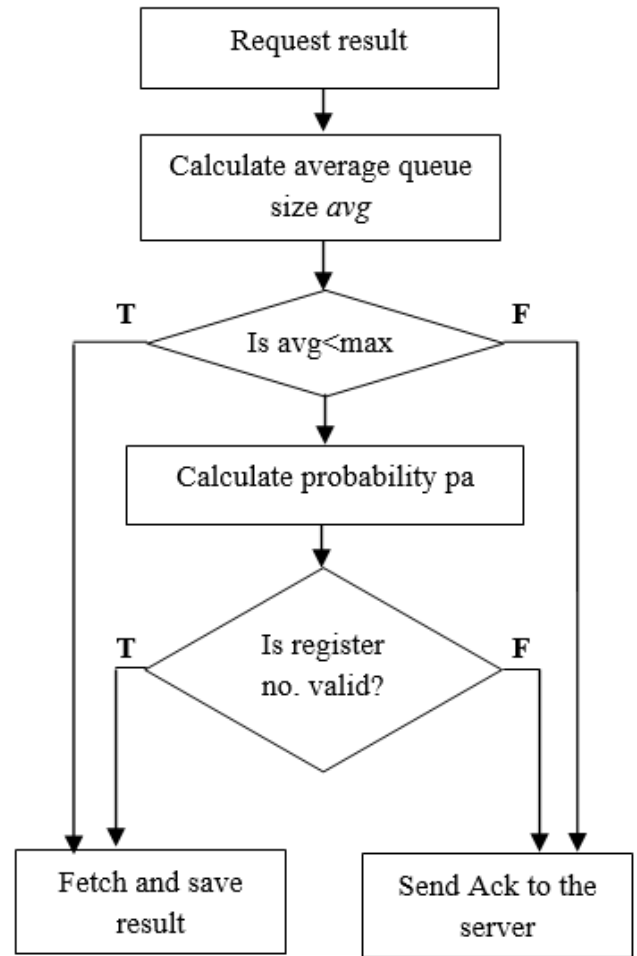 Request result
Calculate average queue
size avg
T
F
Is avg<max
Calculate probability pa
T
F
Is register
no. valid?
Fetch and save
result
Send Ack to the
server